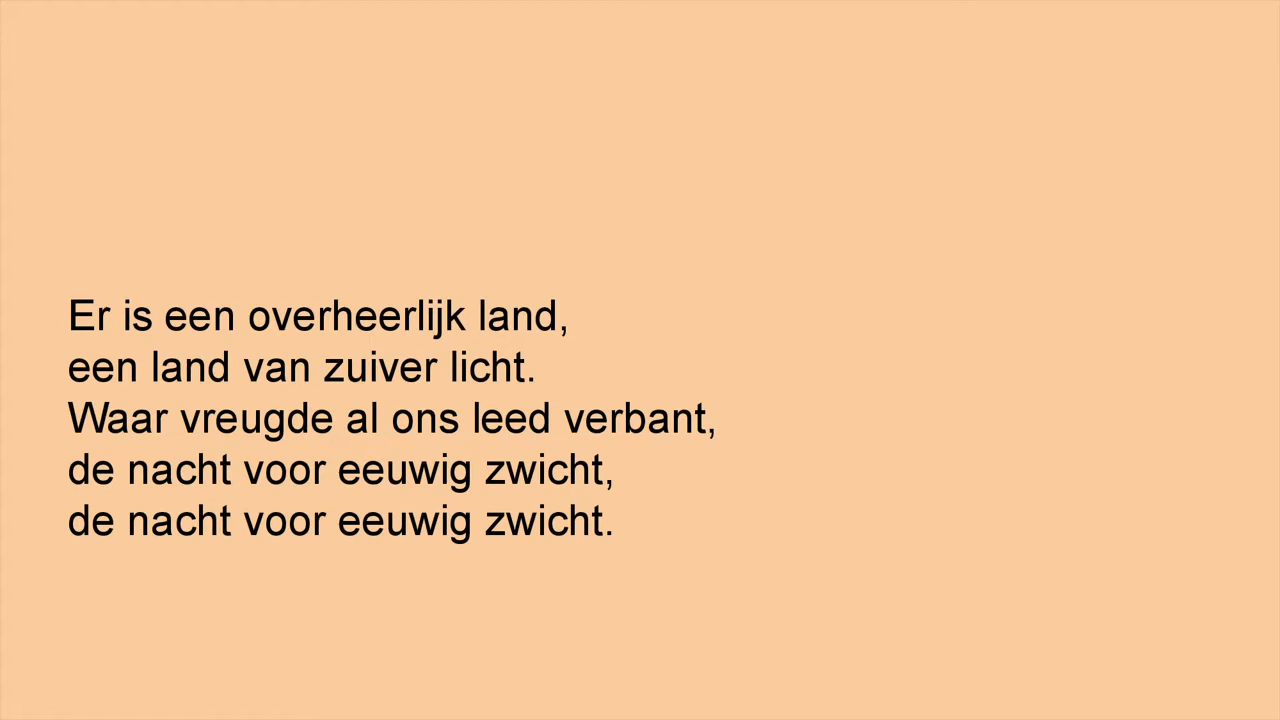 Er is een overheerlijk land,
een land van zuiver licht.
Waar vreugde al ons leed verbant,
de nacht voor eeuwig zwicht,
de nacht voor eeuwig zwicht.